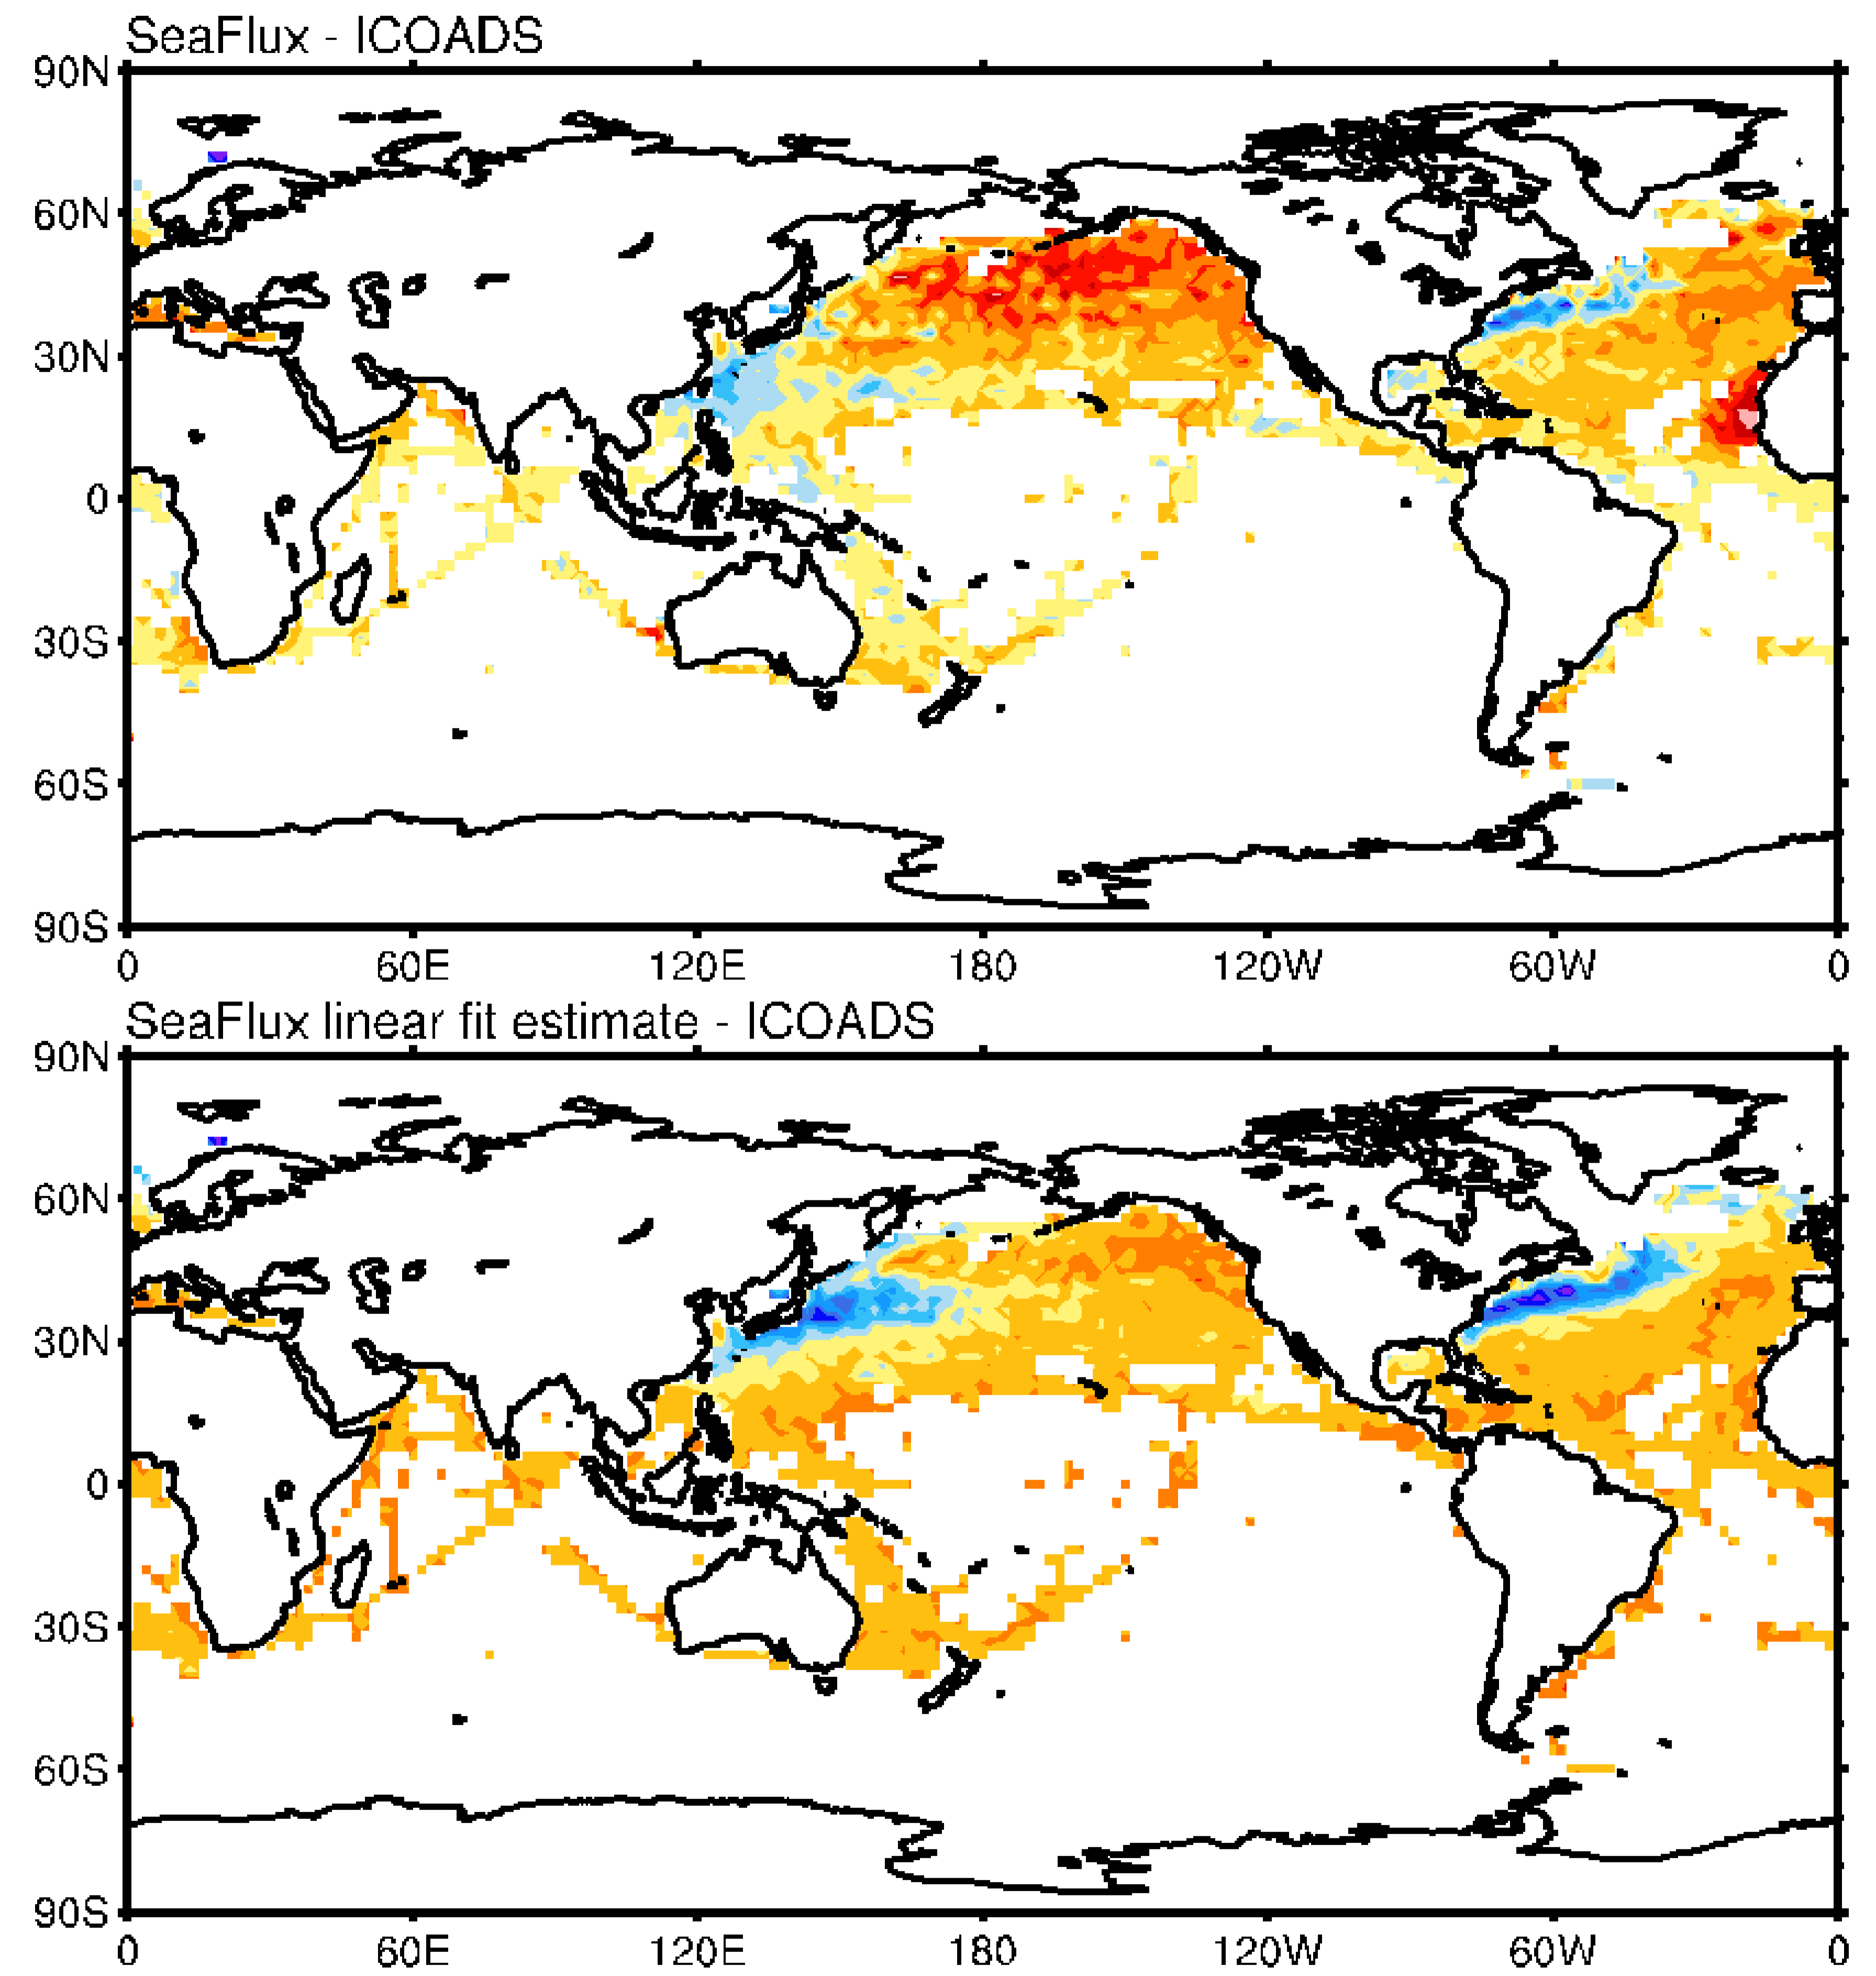 SeaFlux - ICOADS
90N
60N
30N
0
30S
60S
90S
0 60E 120E 180 120W 60W 0
SeaFlux linear fit estimate - ICOADS
90N
60N
30N
0
30S
60S
90S
0 60E 120E 180 120W 60W 0